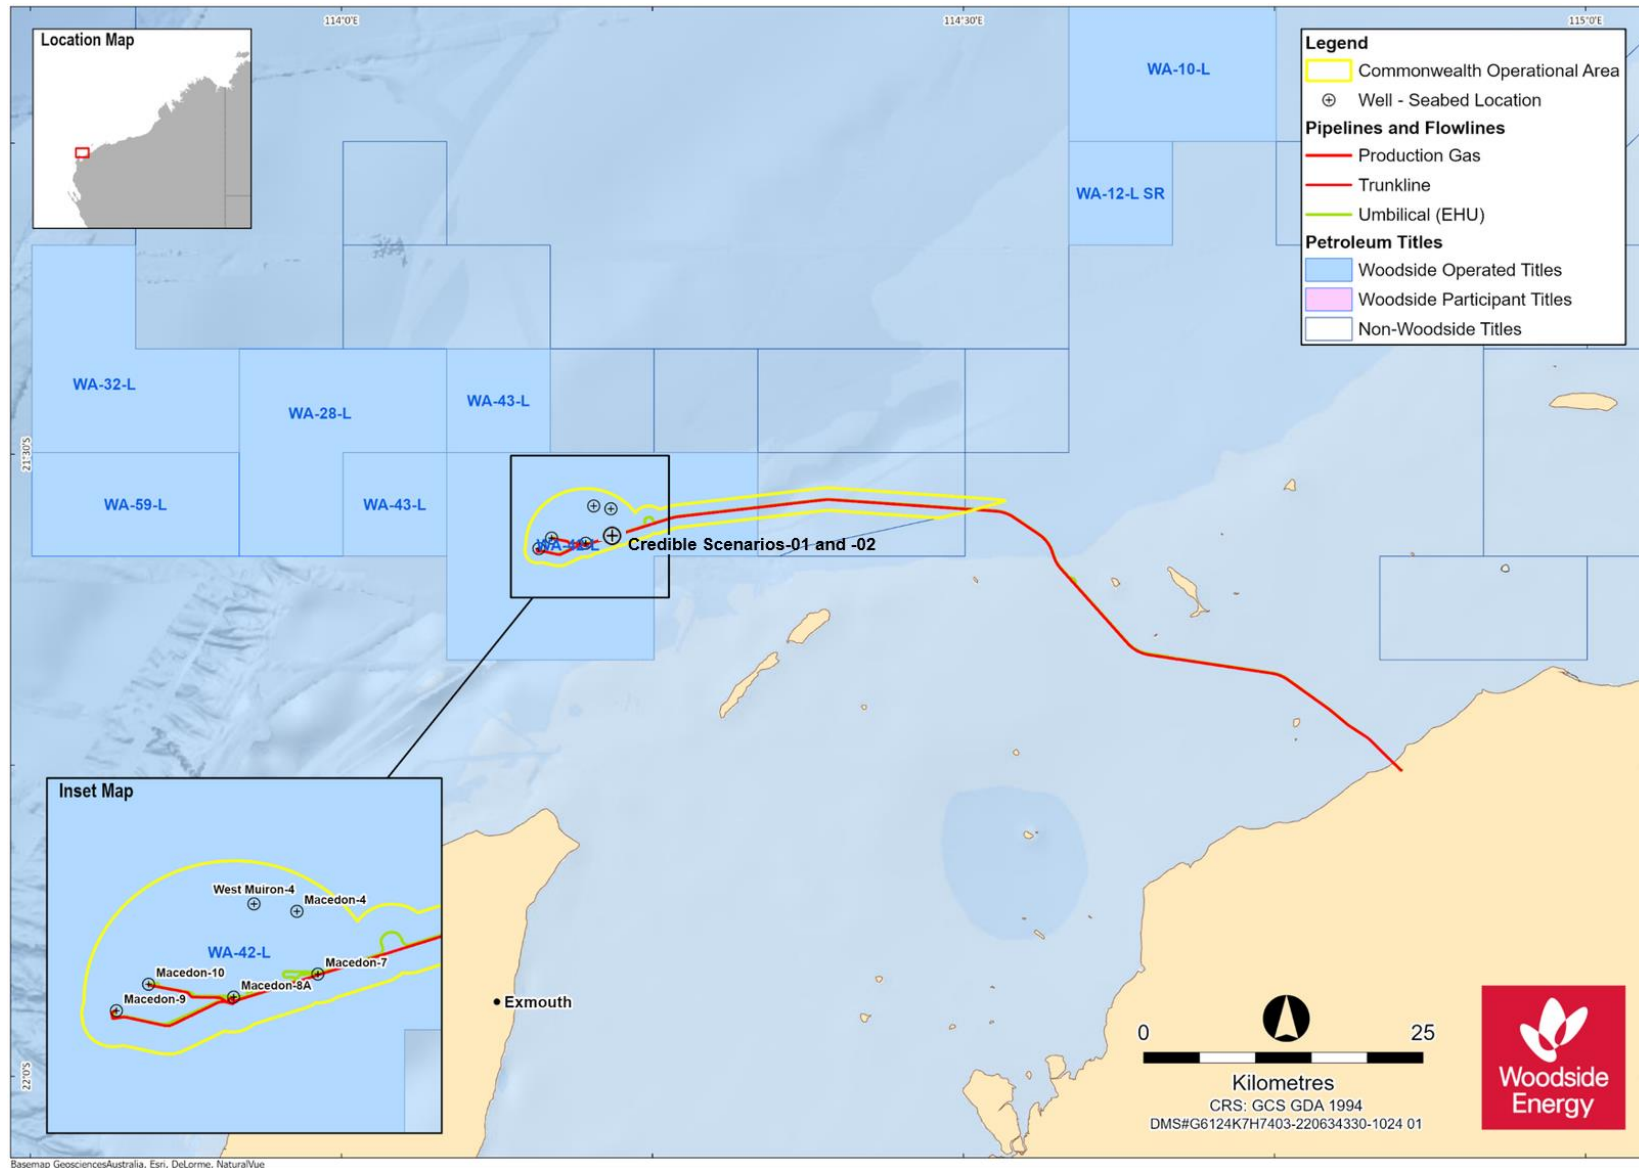 114°0'E
114°30'E
115°0'E
Location Map
Legend
Commonwealth Operational Area
Well - Seabed Location
Pipelines and Flowlines
Production Gas
Trunkline
Umbilical (EHU)
Petroleum Titles
Woodside Operated Titles
Woodside Participant Titles
Non-Woodside Titles
WA-10-L
WA-12-L SR
WA-32-L
WA-28-L
WA-43-L
21°30'S
WA-59-L
WA-43-L
WA-42-L
Credible Scenarios-01 and -02
Inset Map
West Muiron-4
Macedon-4
WA-42-L
Macedon-7
Macedon-10
Macedon-8A
Macedon-9
Exmouth
22°0'S
0 25
Kilometres
CRS: GCS GDA 1994
DMS#G6124K7H7403-220634330-1024 01
Woodside
Energy
Basemap GeosciencesAustralia, Esri, DeLorme, NaturalVue